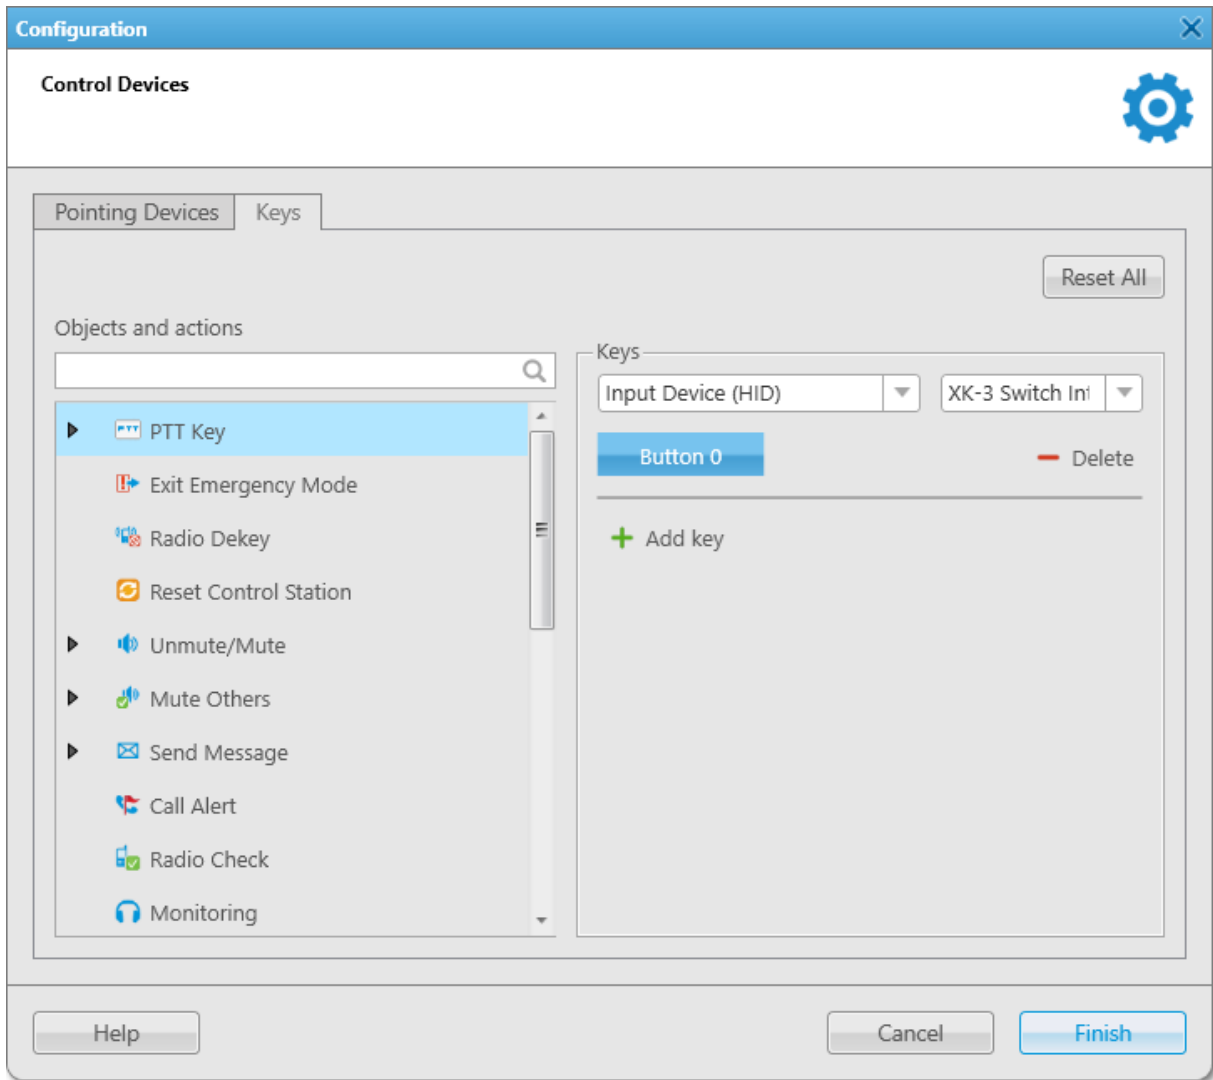 Configuration
Control Devices
Pointing Devices
Keys
Reset All
Objects and actions
Keys
Input Device (HID)
XK-3 Switch Int
Button 0
Delete
Add key
PTT Key
Exit Emergency Mode
Radio Dekey
Reset Control Station
Unmute/Mute
Mute Others
Send Message
Call Alert
Radio Check
Monitoring
Help
Cancel
Finish